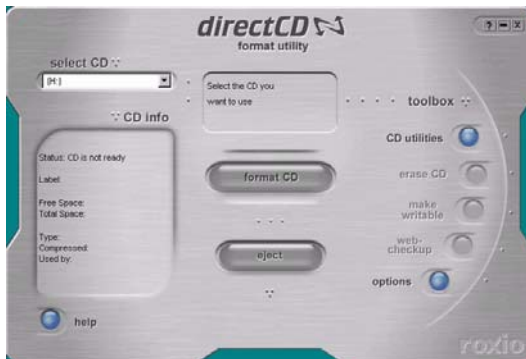 directCD
format utility
? – x
select CD
[H:]
Select the CD you
want to use
toolbox
CD info
CD utilities
Status: CD is not ready
Label:
format CD
erase CD
Free Space:
Total Space:
make
writable
Type:
Compressed:
Used by:
eject
web-
checkup
options
help
roxio